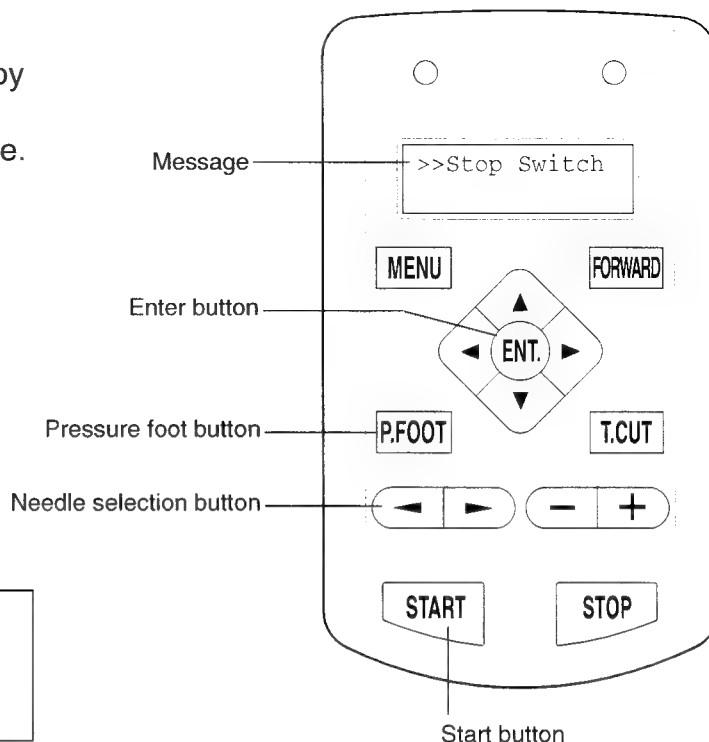 by
e.
Message
>>Stop Switch
MENU
FORWARD
Enter button
ENT.
Pressure foot button
P.FOOT
T.CUT
Needle selection button
− +
START
STOP
Start button